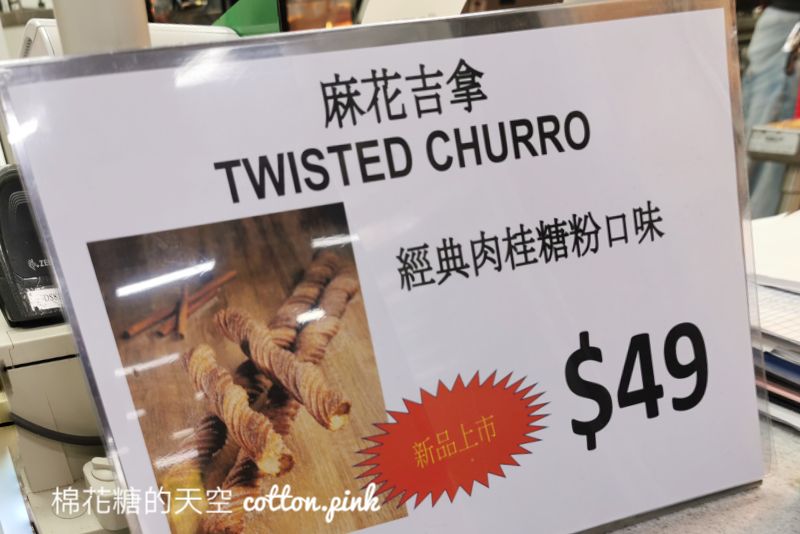 麻花吉拿
TWISTED CHURRO
經典肉桂糖粉口味
$49
新品上市
棉花糖的天空 cotton.pink